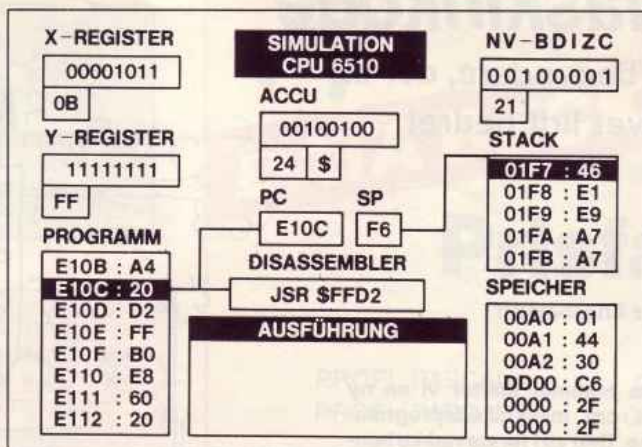 X-REGISTER
00001011
0B
Y-REGISTER
11111111
FF
PROGRAMM
E10B : A4
E10C : 20
E10D : D2
E10E : FF
E10F : B0
E110 : E8
E111 : 60
E112 : 20
SIMULATION
CPU 6510
ACCU
00100100
24 $
PC SP
E10C F6
DISASSEMBLER
JSR $FFD2
AUSFÜHRUNG
NV-BDIZC
00100001
21
STACK
01F7 : 46
01F8 : E1
01F9 : E9
01FA : A7
01FB : A7
SPEICHER
00A0 : 01
00A1 : 44
00A2 : 30
DD00 : C6
0000 : 2F
0000 : 2F